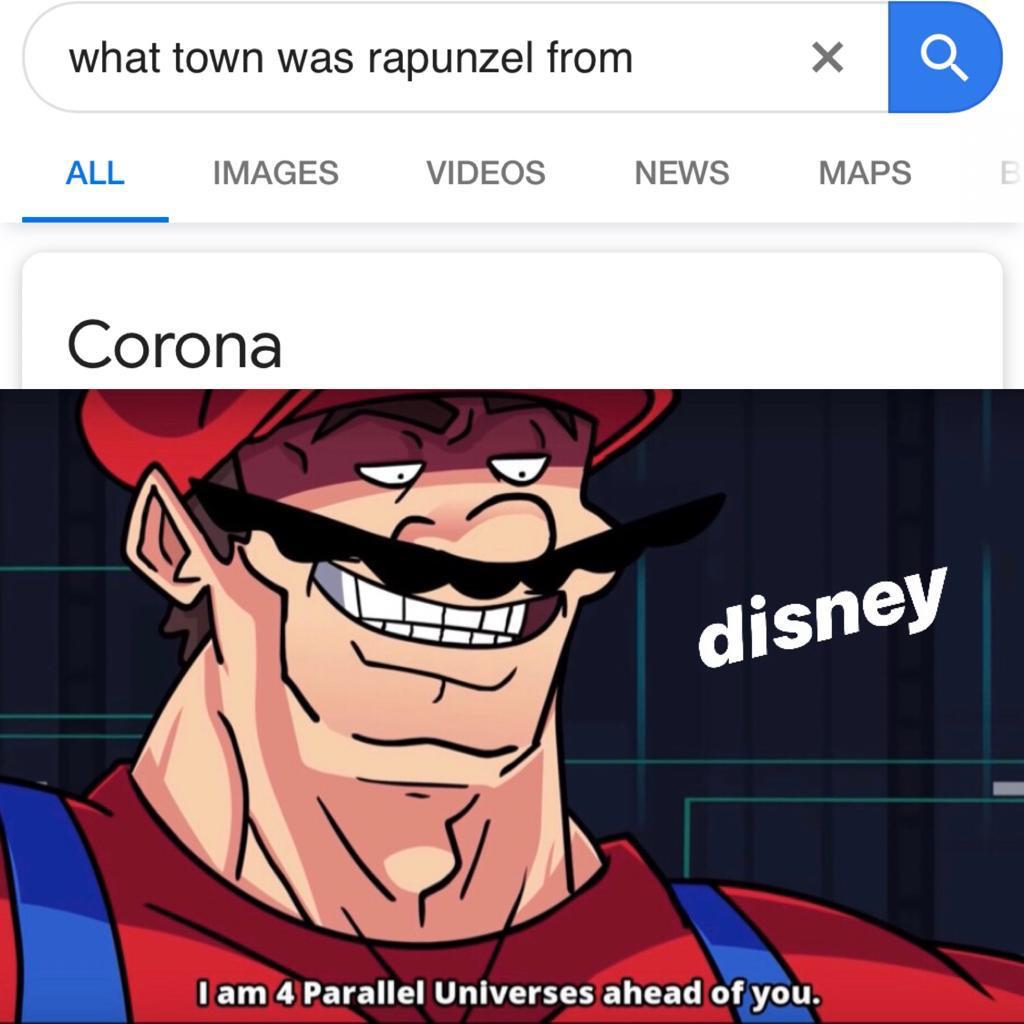 what town was rapunzel from
ALL IMAGES VIDEOS NEWS MAPS B
Corona
disney
I am 4 Parallel Universes ahead of you.